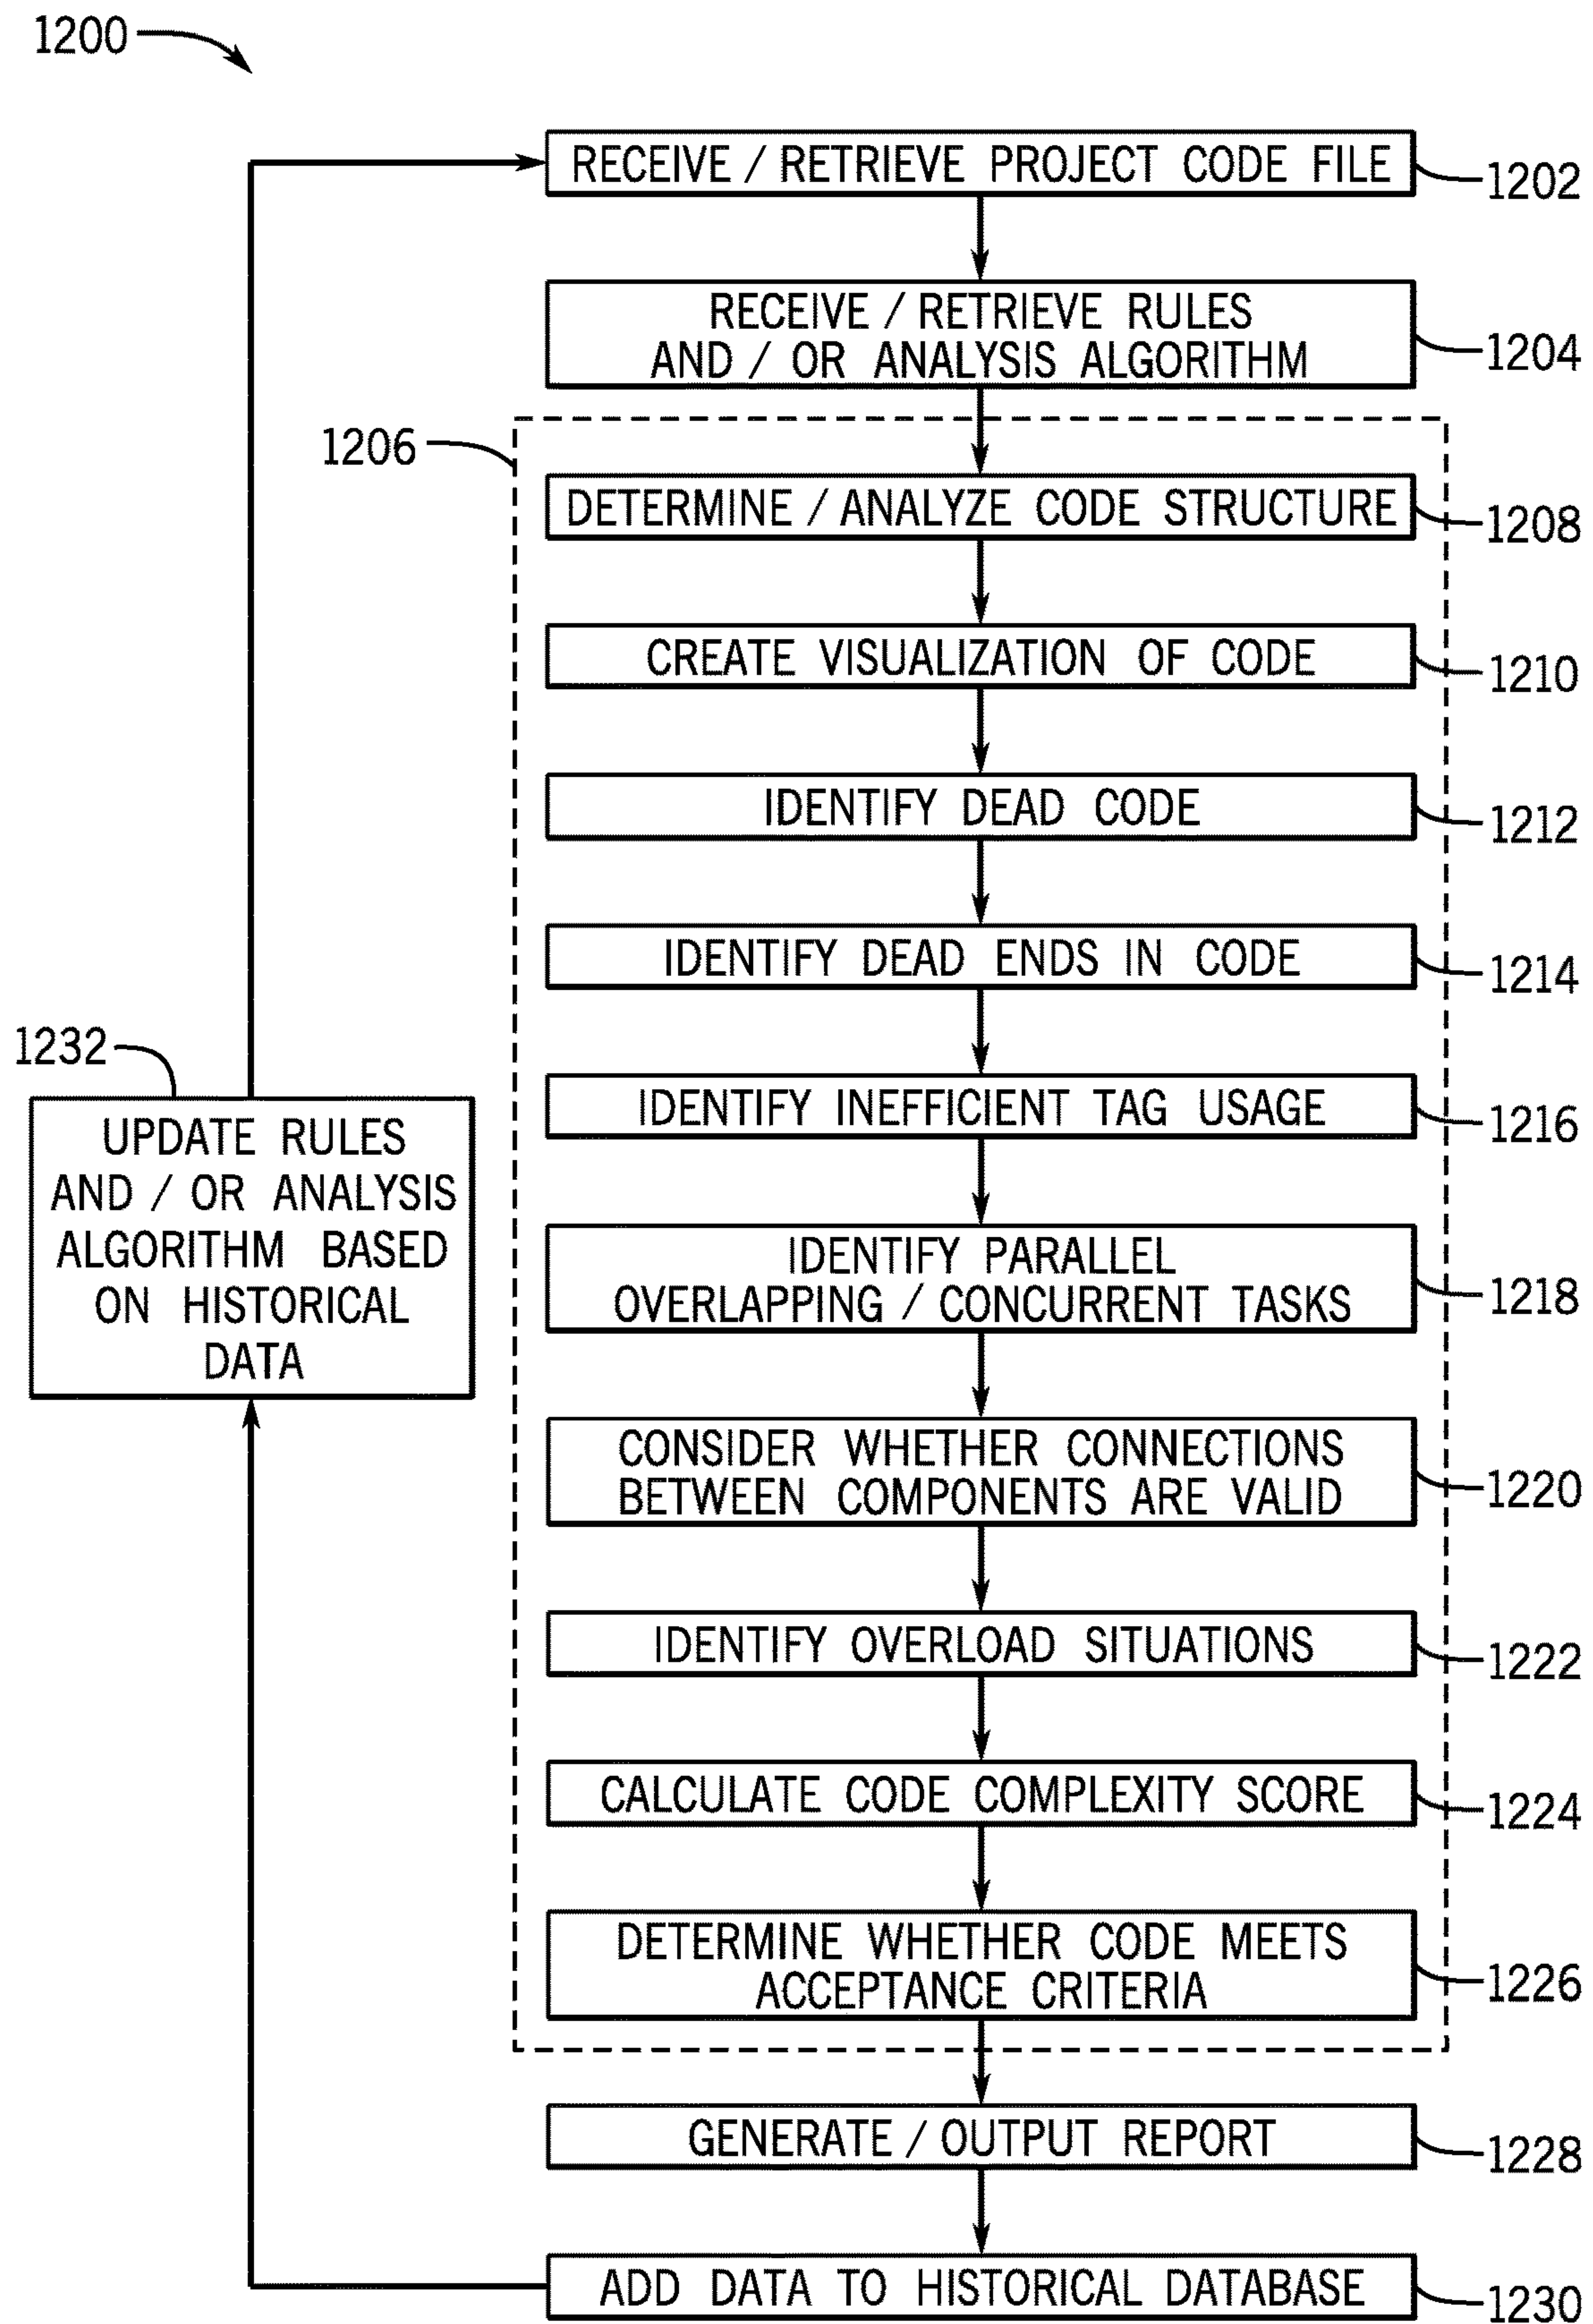 1200
RECEIVE / RETRIEVE PROJECT CODE FILE
1202
RECEIVE / RETRIEVE RULES
AND / OR ANALYSIS ALGORITHM
1204
1206
DETERMINE / ANALYZE CODE STRUCTURE
1208
CREATE VISUALIZATION OF CODE
1210
IDENTIFY DEAD CODE
1212
IDENTIFY DEAD ENDS IN CODE
1214
IDENTIFY INEFFICIENT TAG USAGE
1216
IDENTIFY PARALLEL
OVERLAPPING / CONCURRENT TASKS
1218
CONSIDER WHETHER CONNECTIONS
BETWEEN COMPONENTS ARE VALID
1220
IDENTIFY OVERLOAD SITUATIONS
1222
CALCULATE CODE COMPLEXITY SCORE
1224
DETERMINE WHETHER CODE MEETS
ACCEPTANCE CRITERIA
1226
GENERATE / OUTPUT REPORT
1228
ADD DATA TO HISTORICAL DATABASE
1230
1232
UPDATE RULES
AND / OR ANALYSIS
ALGORITHM BASED
ON HISTORICAL
DATA